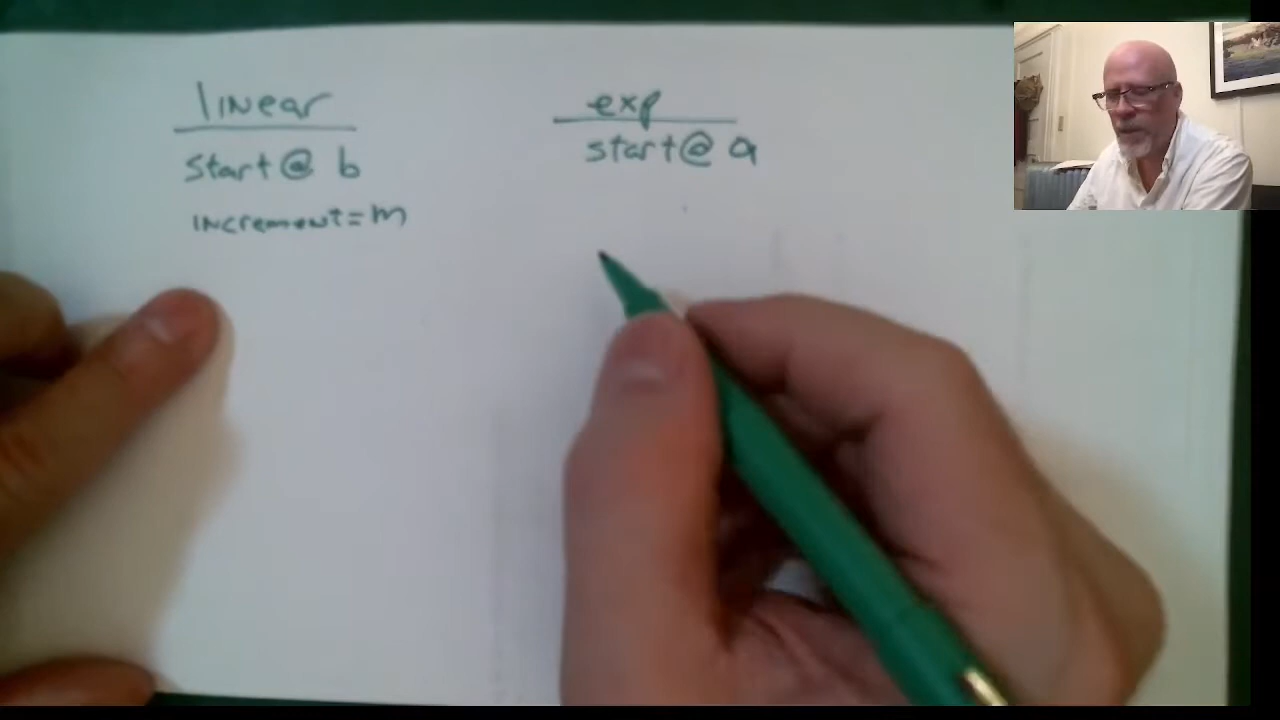 linear
start@ b
increment=m
exp
start@ a